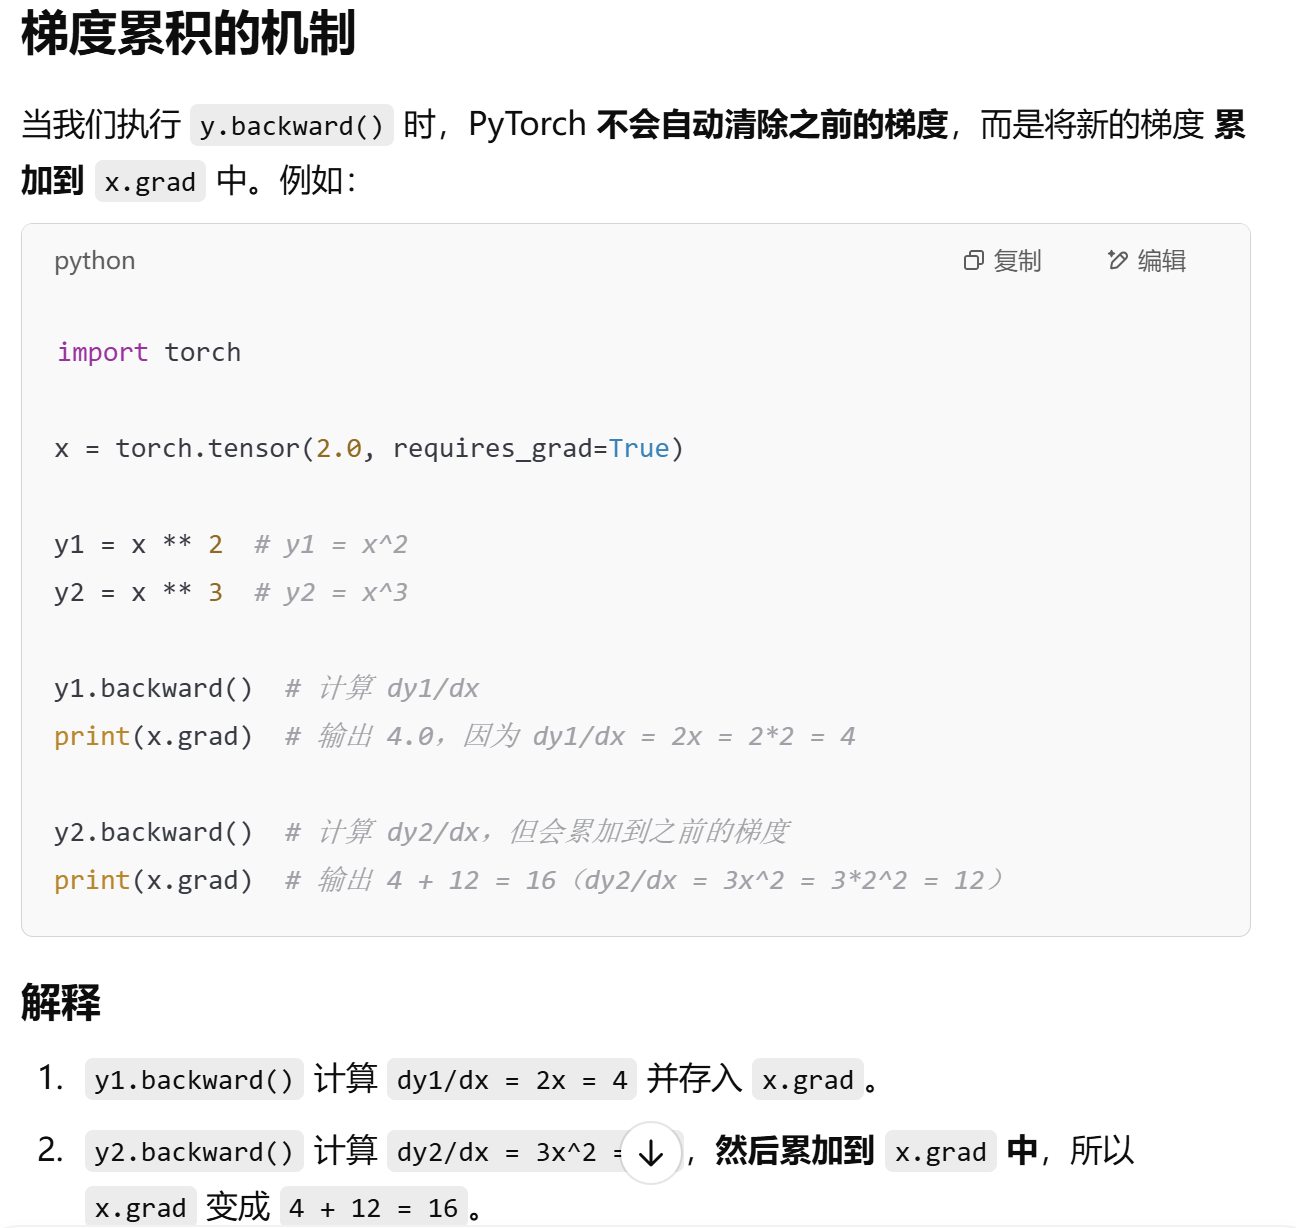 梯度累积的机制
当我们执行 y.backward() 时，PyTorch 不会自动清除之前的梯度，而是将新的梯度 累
加到 x.grad 中。例如：
python 复制 编辑
import torch
x = torch.tensor(2.0, requires_grad=True)
y1 = x ** 2  # y1 = x^2
y2 = x ** 3  # y2 = x^3
y1.backward()  # 计算 dy1/dx
print(x.grad)  # 输出 4.0，因为 dy1/dx = 2x = 2*2 = 4
y2.backward()  # 计算 dy2/dx，但会累加到之前的梯度
print(x.grad)  # 输出 4 + 12 = 16（dy2/dx = 3x^2 = 3*2^2 = 12）
解释
1. y1.backward() 计算 dy1/dx = 2x = 4 并存入 x.grad。
2. y2.backward() 计算 dy2/dx = 3x^2 = ，然后累加到 x.grad 中，所以
x.grad 变成 4 + 12 = 16。